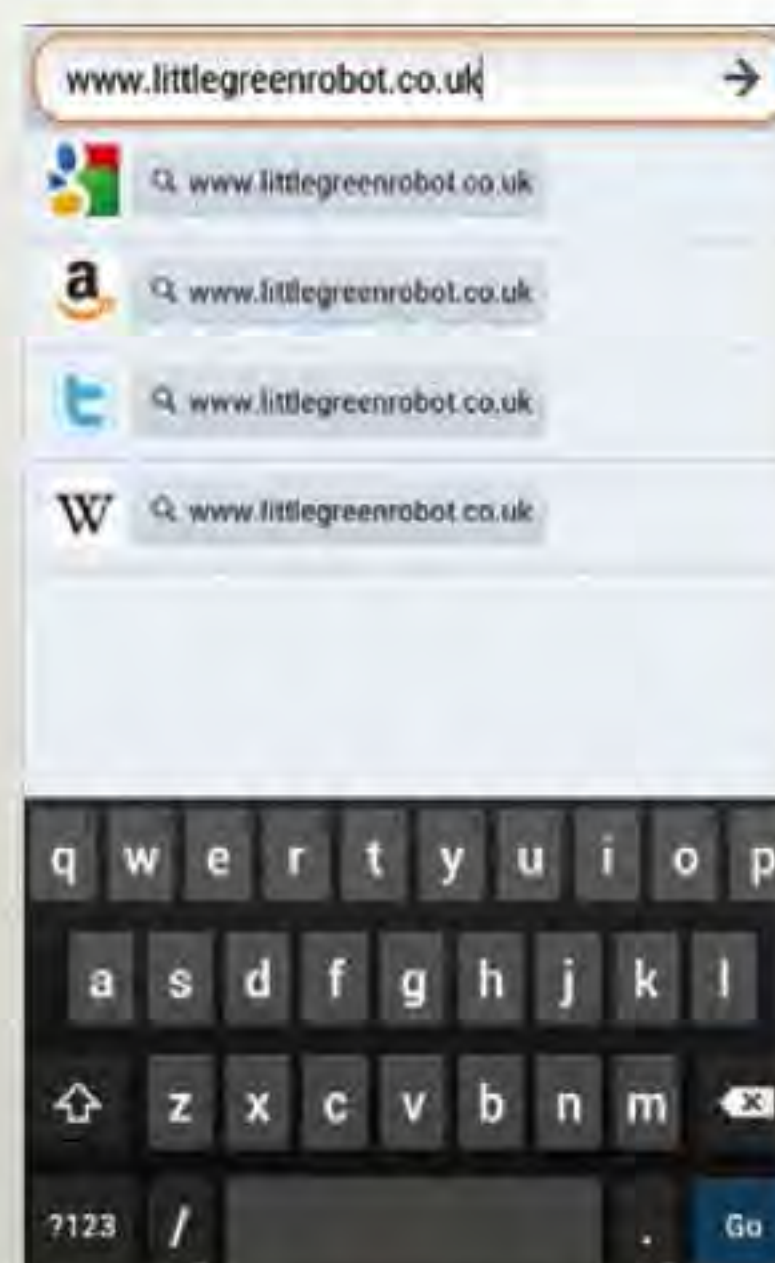 www.littlegreenrobot.co.uk
www.littlegreenrobot.co.uk
a www.littlegreenrobot.co.uk
t www.littlegreenrobot.co.uk
W www.littlegreenrobot.co.uk
q w e r t y u i o p
a s d f g h j k l
z x c v b n m
?123 / . Go